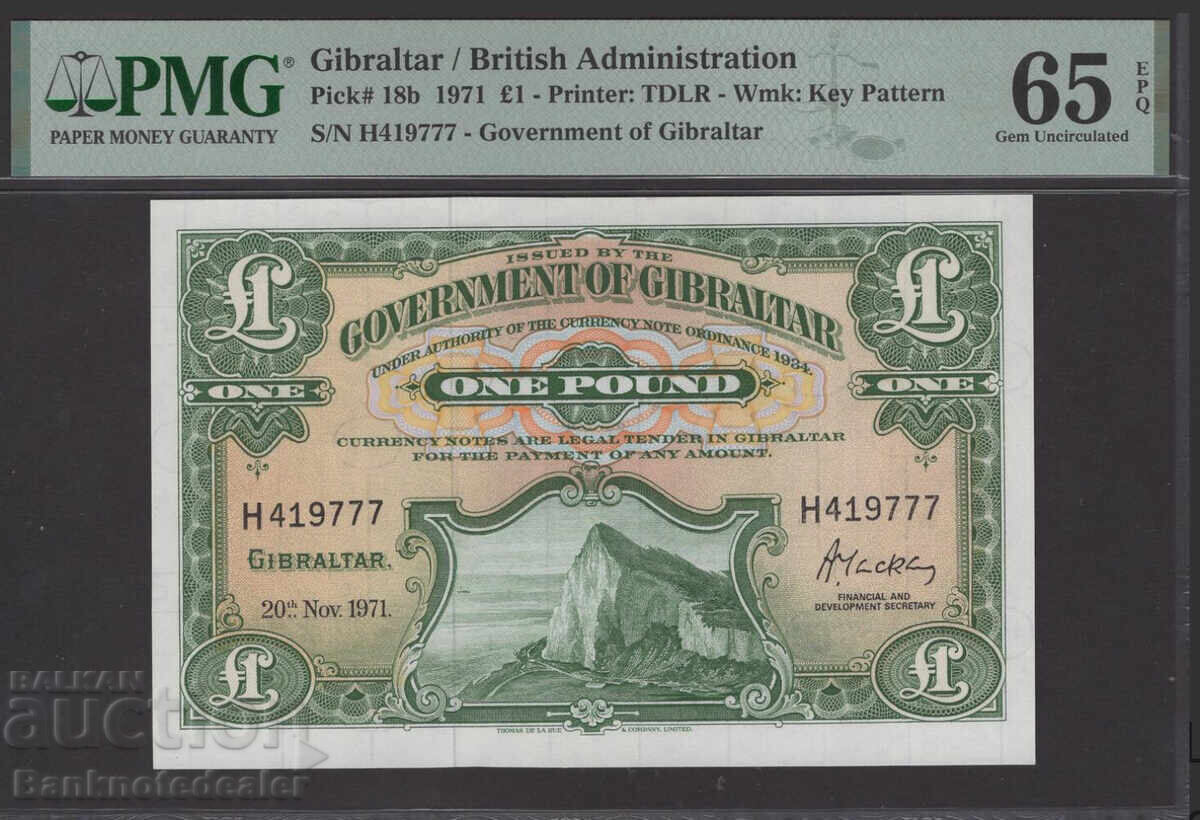 PMG®
PAPER MONEY GUARANTY
Gibraltar / British Administration
Pick# 18b 1971 £1 - Printer: TDLR - Wmk: Key Pattern
S/N H419777 - Government of Gibraltar
65
EPQ
Gem Uncirculated
£1
£1
ISSUED BY THE
GOVERNMENT OF GIBRALTAR
UNDER AUTHORITY OF THE CURRENCY NOTE ORDINANCE 1934.
ONE
ONE POUND
ONE
CURRENCY NOTES ARE LEGAL TENDER IN GIBRALTAR
FOR THE PAYMENT OF ANY AMOUNT.
H419777
H419777
GIBRALTAR.
20th Nov. 1971.
AMackay
FINANCIAL AND
DEVELOPMENT SECRETARY
£1
£1
THOMAS DE LA RUE & COMPANY, LIMITED.
BALKAN
auction
Banknotedealer